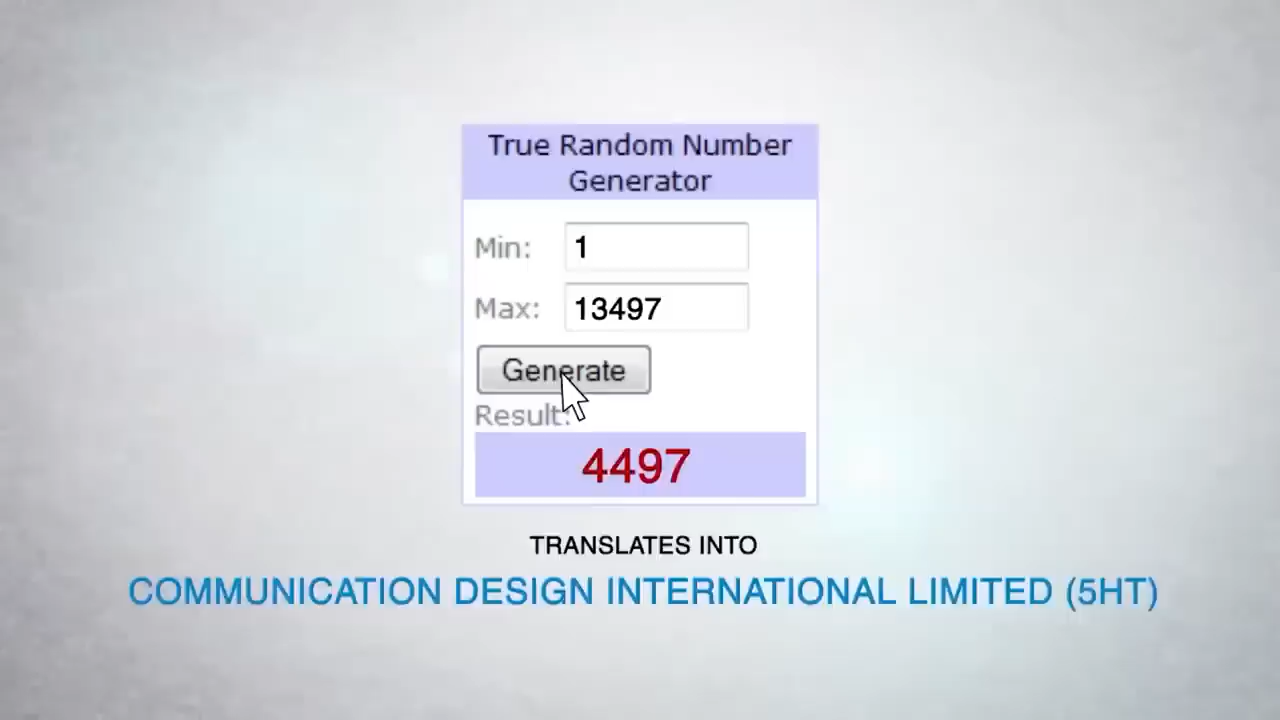 True Random Number
Generator
Min:
1
Max:
13497
Generate
Result:
4497
TRANSLATES INTO
COMMUNICATION DESIGN INTERNATIONAL LIMITED (5HT)